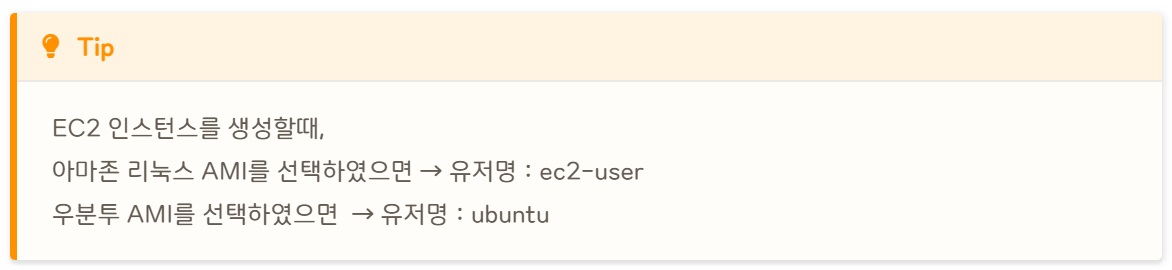 Tip
EC2 인스턴스를 생성할때,
아마존 리눅스 AMI를 선택하였으면 → 유저명 : ec2-user
우분투 AMI를 선택하였으면 → 유저명 : ubuntu